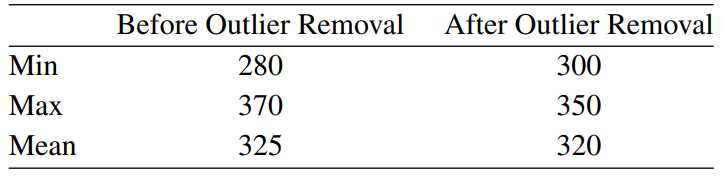 Before Outlier Removal After Outlier Removal
Min 280 300
Max 370 350
Mean 325 320